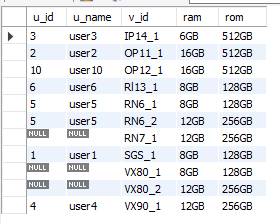 u_id u_name v_id ram rom
3 user3 IP14_1 6GB 512GB
2 user2 OP11_1 16GB 512GB
10 user10 OP12_1 16GB 512GB
6 user6 Rl13_1 8GB 128GB
5 user5 RN6_1 8GB 128GB
5 user5 RN6_2 12GB 256GB
NULL NULL RN7_1 12GB 256GB
1 user1 SGS_1 8GB 128GB
NULL NULL VX80_1 8GB 128GB
NULL NULL VX80_2 12GB 256GB
4 user4 VX90_1 12GB 256GB